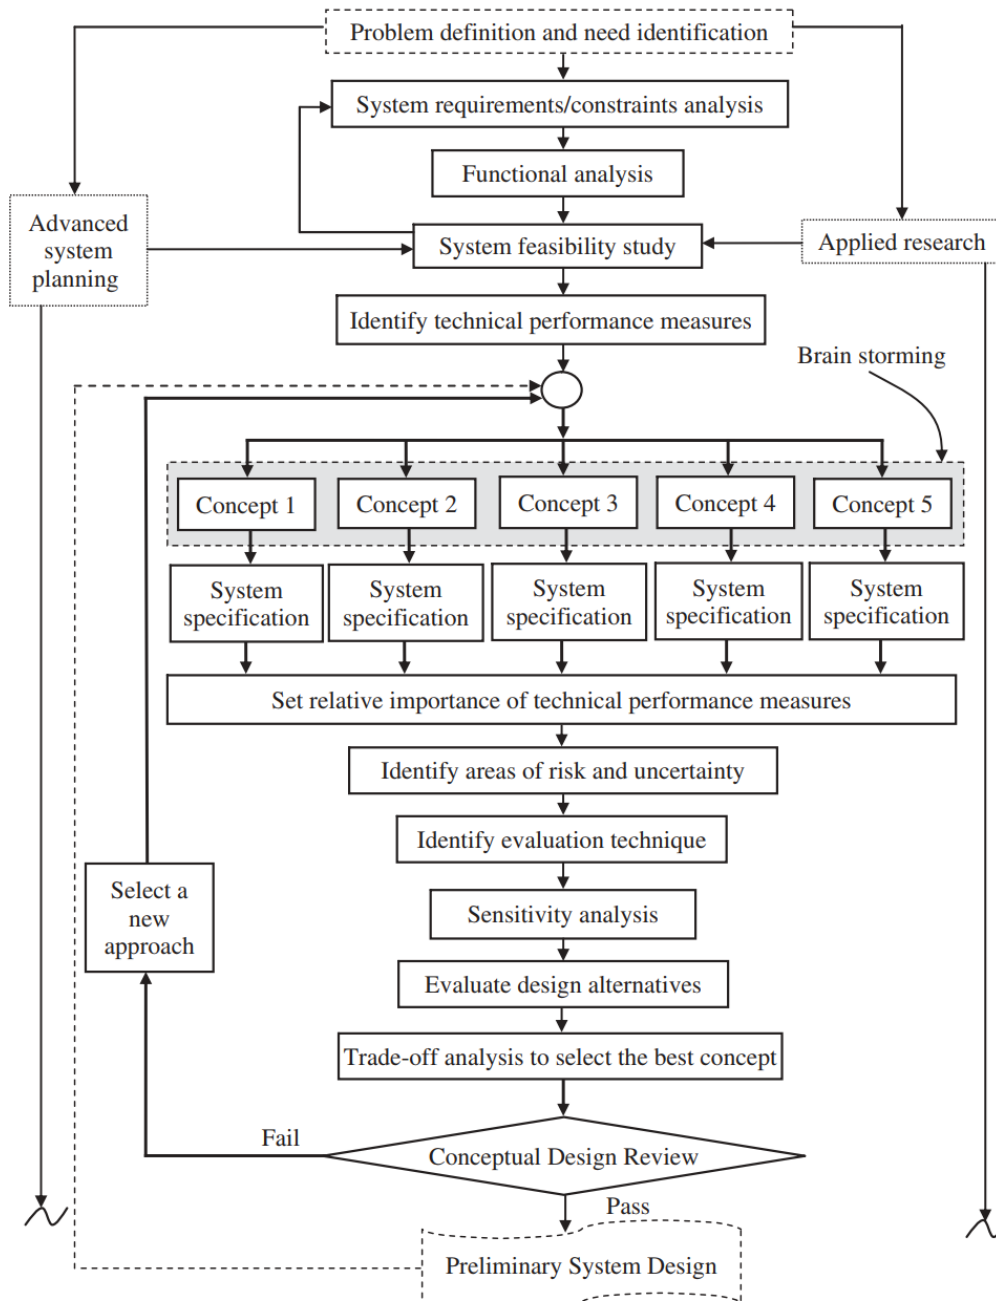 Problem definition and need identification
System requirements/constraints analysis
Functional analysis
Advanced
system
planning
System feasibility study
Applied research
Identify technical performance measures
Brain storming
Concept 1
Concept 2
Concept 3
Concept 4
Concept 5
System
specification
System
specification
System
specification
System
specification
System
specification
Set relative importance of technical performance measures
Identify areas of risk and uncertainty
Identify evaluation technique
Select a
new
approach
Sensitivity analysis
Evaluate design alternatives
Trade-off analysis to select the best concept
Fail
Conceptual Design Review
Pass
Preliminary System Design